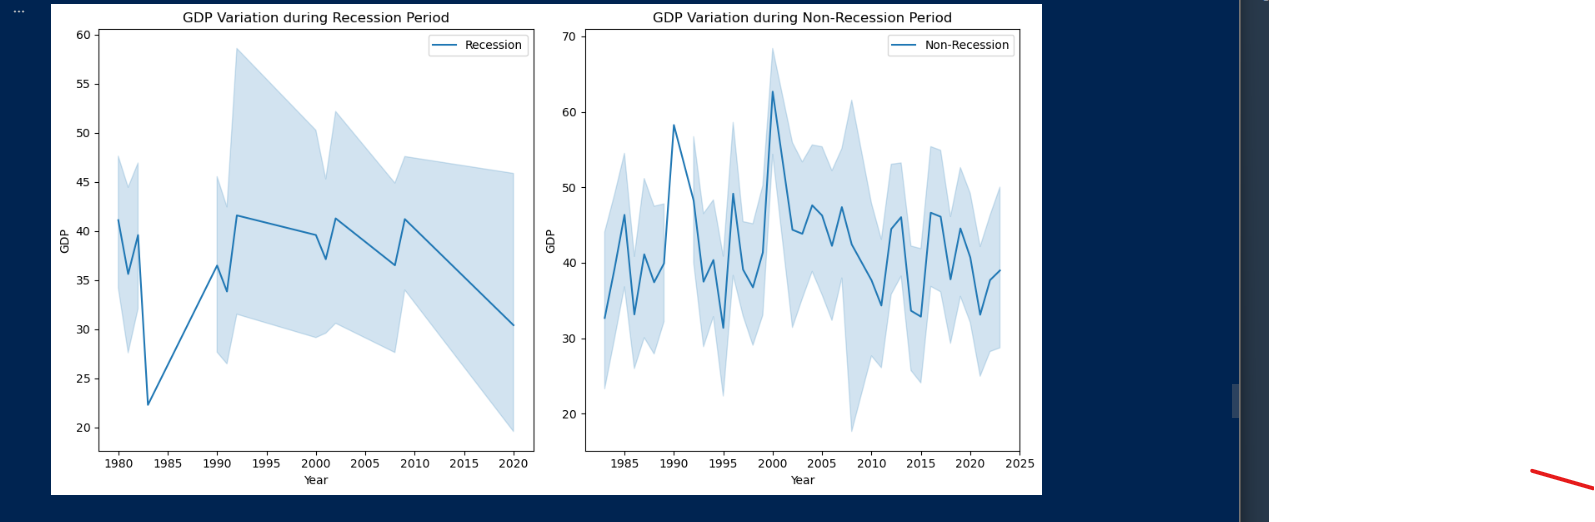 ...
GDP Variation during Recession Period
Recession
60
55
50
45
40
35
30
25
20
GDP
1980 1985 1990 1995 2000 2005 2010 2015 2020
Year
GDP Variation during Non-Recession Period
Non-Recession
70
60
50
40
30
20
GDP
1985 1990 1995 2000 2005 2010 2015 2020 2025
Year